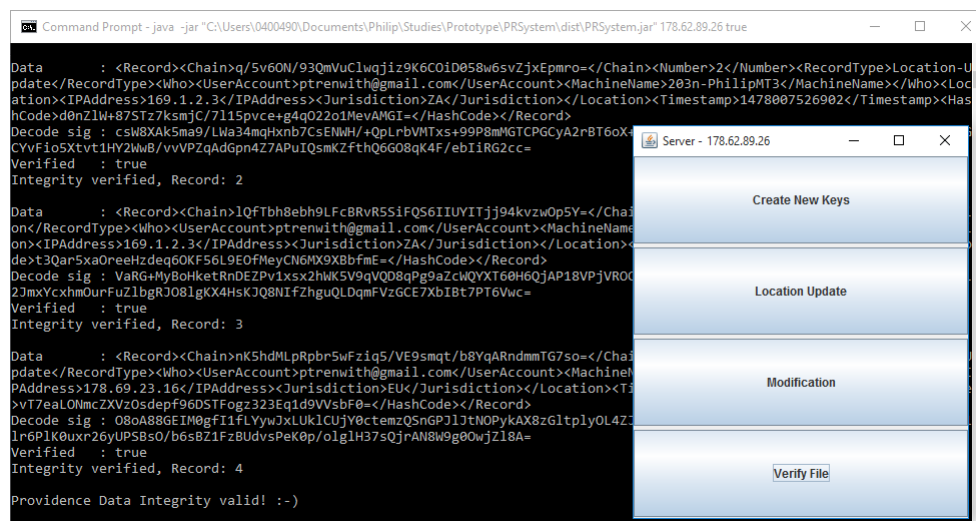 Command Prompt - java -jar "C:\Users\0400490\Documents\Philip\Studies\Prototype\PRSystem\dist\PRSystem.jar" 178.62.89.26 true
Data : <Record><Chain>q/5v6ON/93QmVuClwqjiz9K6COiD058w6svZjxEpmro=</Chain><Number>2</Number><RecordType>Location-U
pdate</RecordType><Who><UserAccount>ptrenwith@gmail.com</UserAccount><MachineName>203n-PhilipMT3</MachineName></Who><Loc
ation><IPAddress>169.1.2.3</IPAddress><Jurisdiction>ZA</Jurisdiction></Location><Timestamp>1478007526902</Timestamp><Has
hCode>d0nZlW+87STz7ksmjC/7l15pvce+g4qO22o1MevAMGI=</HashCode></Record>
Decode sig : csW8XAk5ma9/LWa34mqHxnb7CsENWH/+QpLrbVMTxs+99P8mMGTCPGCyA2rBT6oX+
CYvFio5Xtvt1HY2WwB/vvVPZqAdGpn4Z7APuIQsmKZfthQ6GO8qK4F/ebIiRG2cc=
Verified : true
Integrity verified, Record: 2
Data : <Record><Chain>lQfTbh8ebh9LFcBRvR5SiFQS6IIUYITjj94kvzwOp5Y=</Chai
on</RecordType><Who><UserAccount>ptrenwith@gmail.com</UserAccount><MachineName
on><IPAddress>169.1.2.3</IPAddress><Jurisdiction>ZA</Jurisdiction></Location><
de>t3Qar5xaOreeHzdeq6OKF56L9EOfMeyCN6MX9XBbfmE=</HashCode></Record>
Decode sig : VaRG+MyBoHketRnDEZPv1xsx2hWK5V9qVQD8qPg9aZcWQYXT60H6QjAP18VPjVROC
2JmxYcxhmOurFuZlbgRJO8lgKX4HsKJQ8NIfZhguQLDqmFVzGCE7XbIBt7PT6Vwc=
Verified : true
Integrity verified, Record: 3
Data : <Record><Chain>nK5hdMLpRpbr5wFziq5/VE9smqt/b8YqARndmmTG7so=</Chai
pdate</RecordType><Who><UserAccount>ptrenwith@gmail.com</UserAccount><MachineN
PAddress>178.69.23.16</IPAddress><Jurisdiction>EU</Jurisdiction></Location><Ti
>vT7eaLONmcZXVzOsdepf96DSTFogz323Eq1d9VVsbF0=</HashCode></Record>
Decode sig : O8oA88GEIM0gfI1fLYywJxLUklCUjY0ctemzQSnGPJlJtNOPykAX8zGltplyOL4ZJ
lr6PlK0uxr26yUPSBsO/b6sBZ1FzBUdvsPeK0p/olglH37sQjrAN8W9g0OwjZl8A=
Verified : true
Integrity verified, Record: 4
Providence Data Integrity valid! :-)
Server - 178.62.89.26
Create New Keys
Location Update
Modification
Verify File